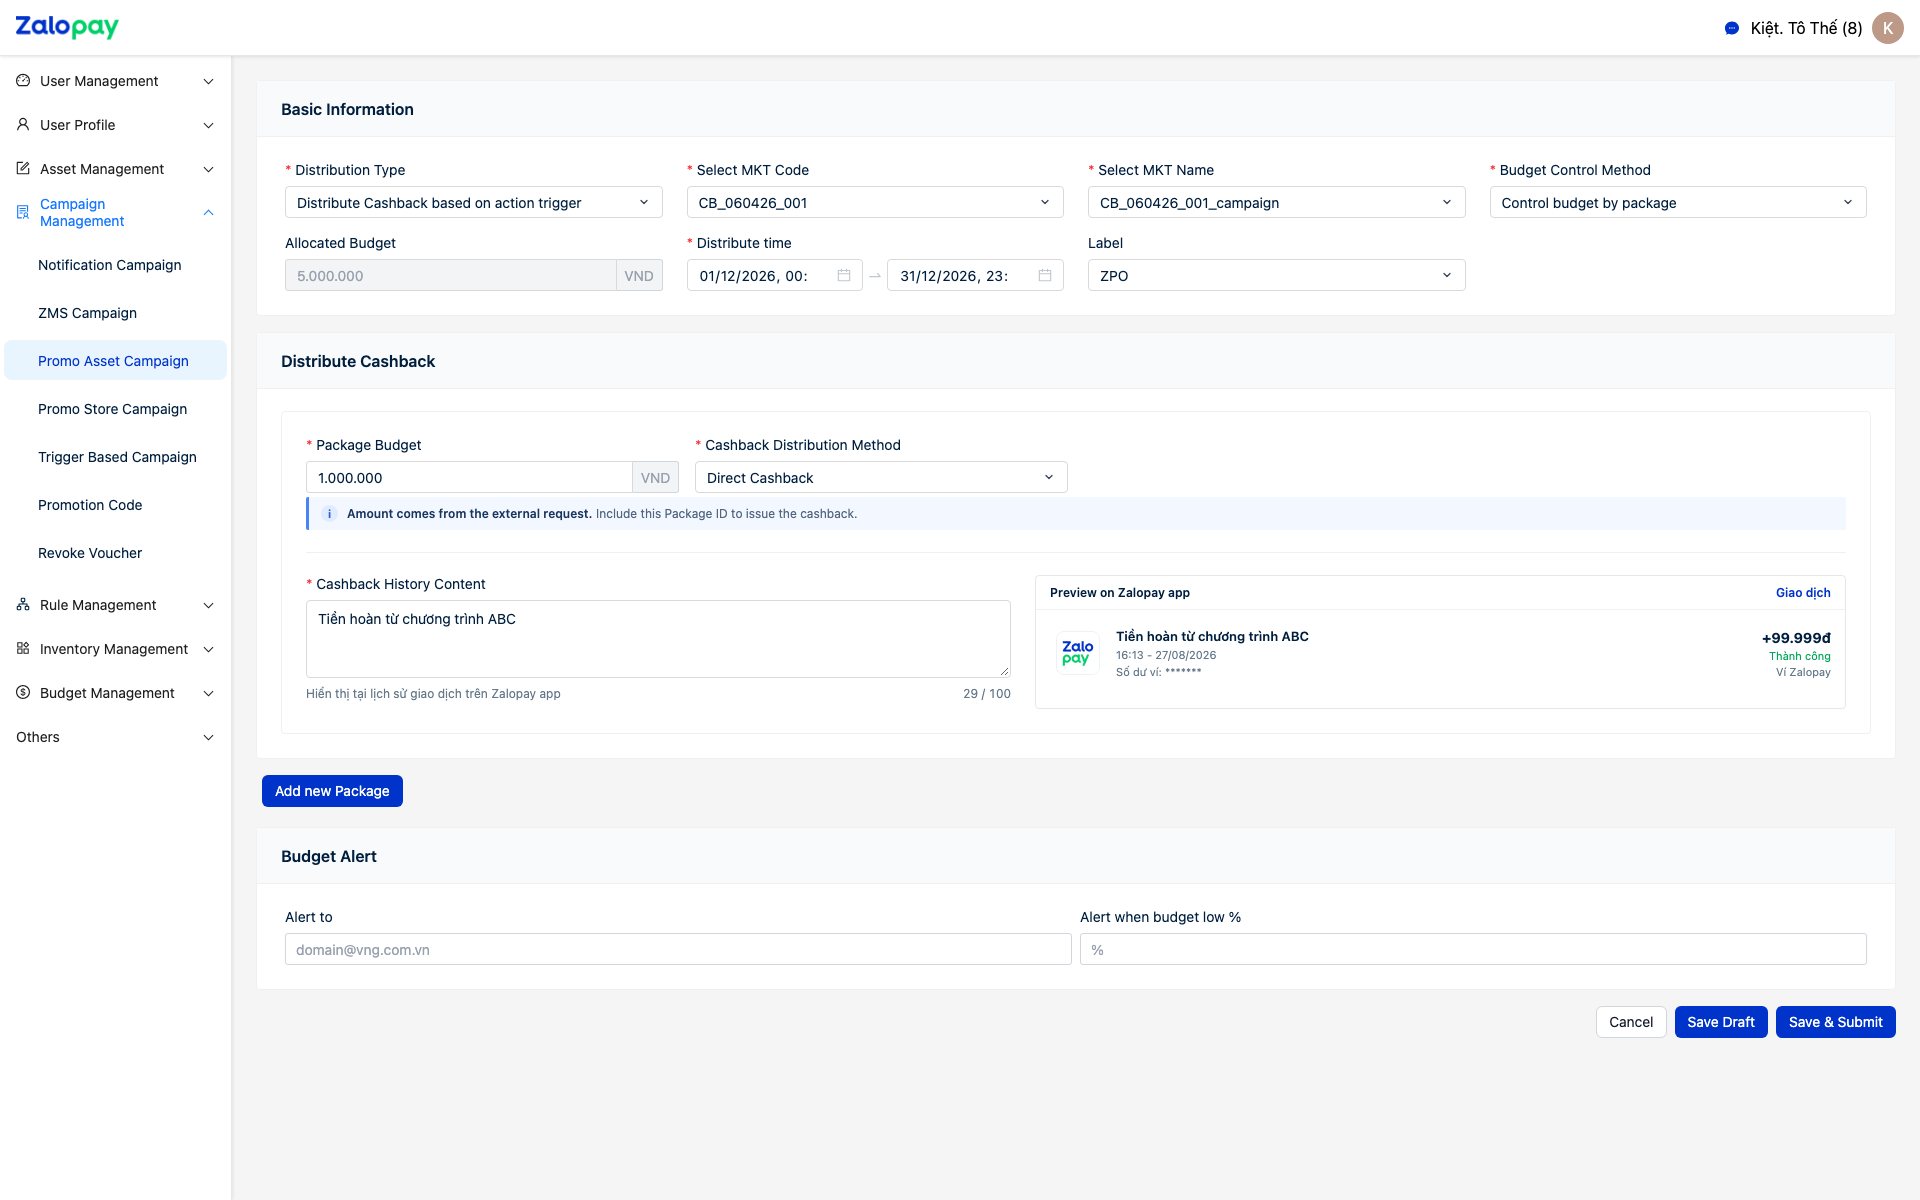 Zalopay
Kiệt. Tô Thế (8)
K
User Management
User Profile
Asset Management
Campaign
Management
Notification Campaign
ZMS Campaign
Promo Asset Campaign
Promo Store Campaign
Trigger Based Campaign
Promotion Code
Revoke Voucher
Rule Management
Inventory Management
Budget Management
Others
Basic Information
* Distribution Type
Distribute Cashback based on action trigger
* Select MKT Code
CB_060426_001
* Select MKT Name
CB_060426_001_campaign
* Budget Control Method
Control budget by package
Allocated Budget
5.000.000 VND
* Distribute time
01/12/2026, 00: 31/12/2026, 23:
Label
ZPO
Distribute Cashback
* Package Budget
1.000.000 VND
* Cashback Distribution Method
Direct Cashback
i Amount comes from the external request. Include this Package ID to issue the cashback.
* Cashback History Content
Tiền hoàn từ chương trình ABC
Hiển thị tại lịch sử giao dịch trên Zalopay app 29 / 100
Preview on Zalopay app Giao dịch
Zalo
pay
Tiền hoàn từ chương trình ABC
16:13 - 27/08/2026
Số dư ví: *******
+99.999đ
Thành công
Ví Zalopay
Add new Package
Budget Alert
Alert to
domain@vng.com.vn
Alert when budget low %
%
Cancel Save Draft Save & Submit